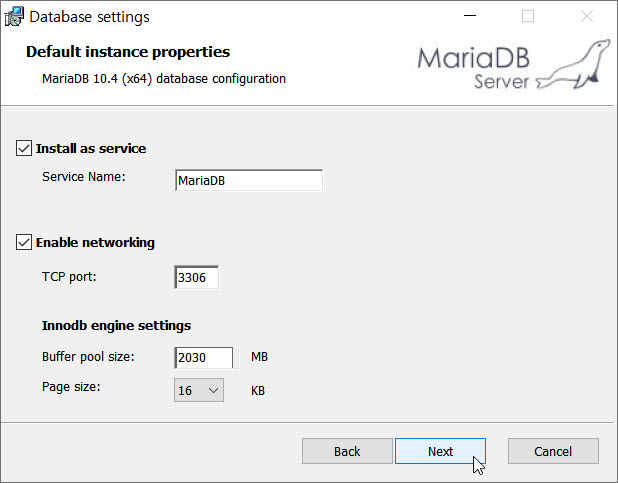 Database settings
Default instance properties
MariaDB 10.4 (x64) database configuration
MariaDB
Server
Install as service
Service Name: MariaDB
Enable networking
TCP port: 3306
Innodb engine settings
Buffer pool size: 2030 MB
Page size: 16 KB
Back Next Cancel